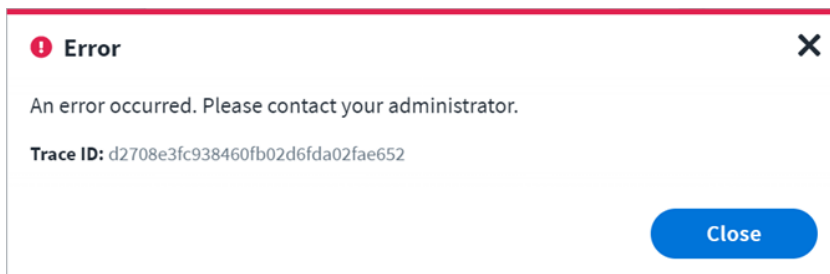 Error
An error occurred. Please contact your administrator.
Trace ID: d2708e3fc938460fb02d6fda02fae652
Close